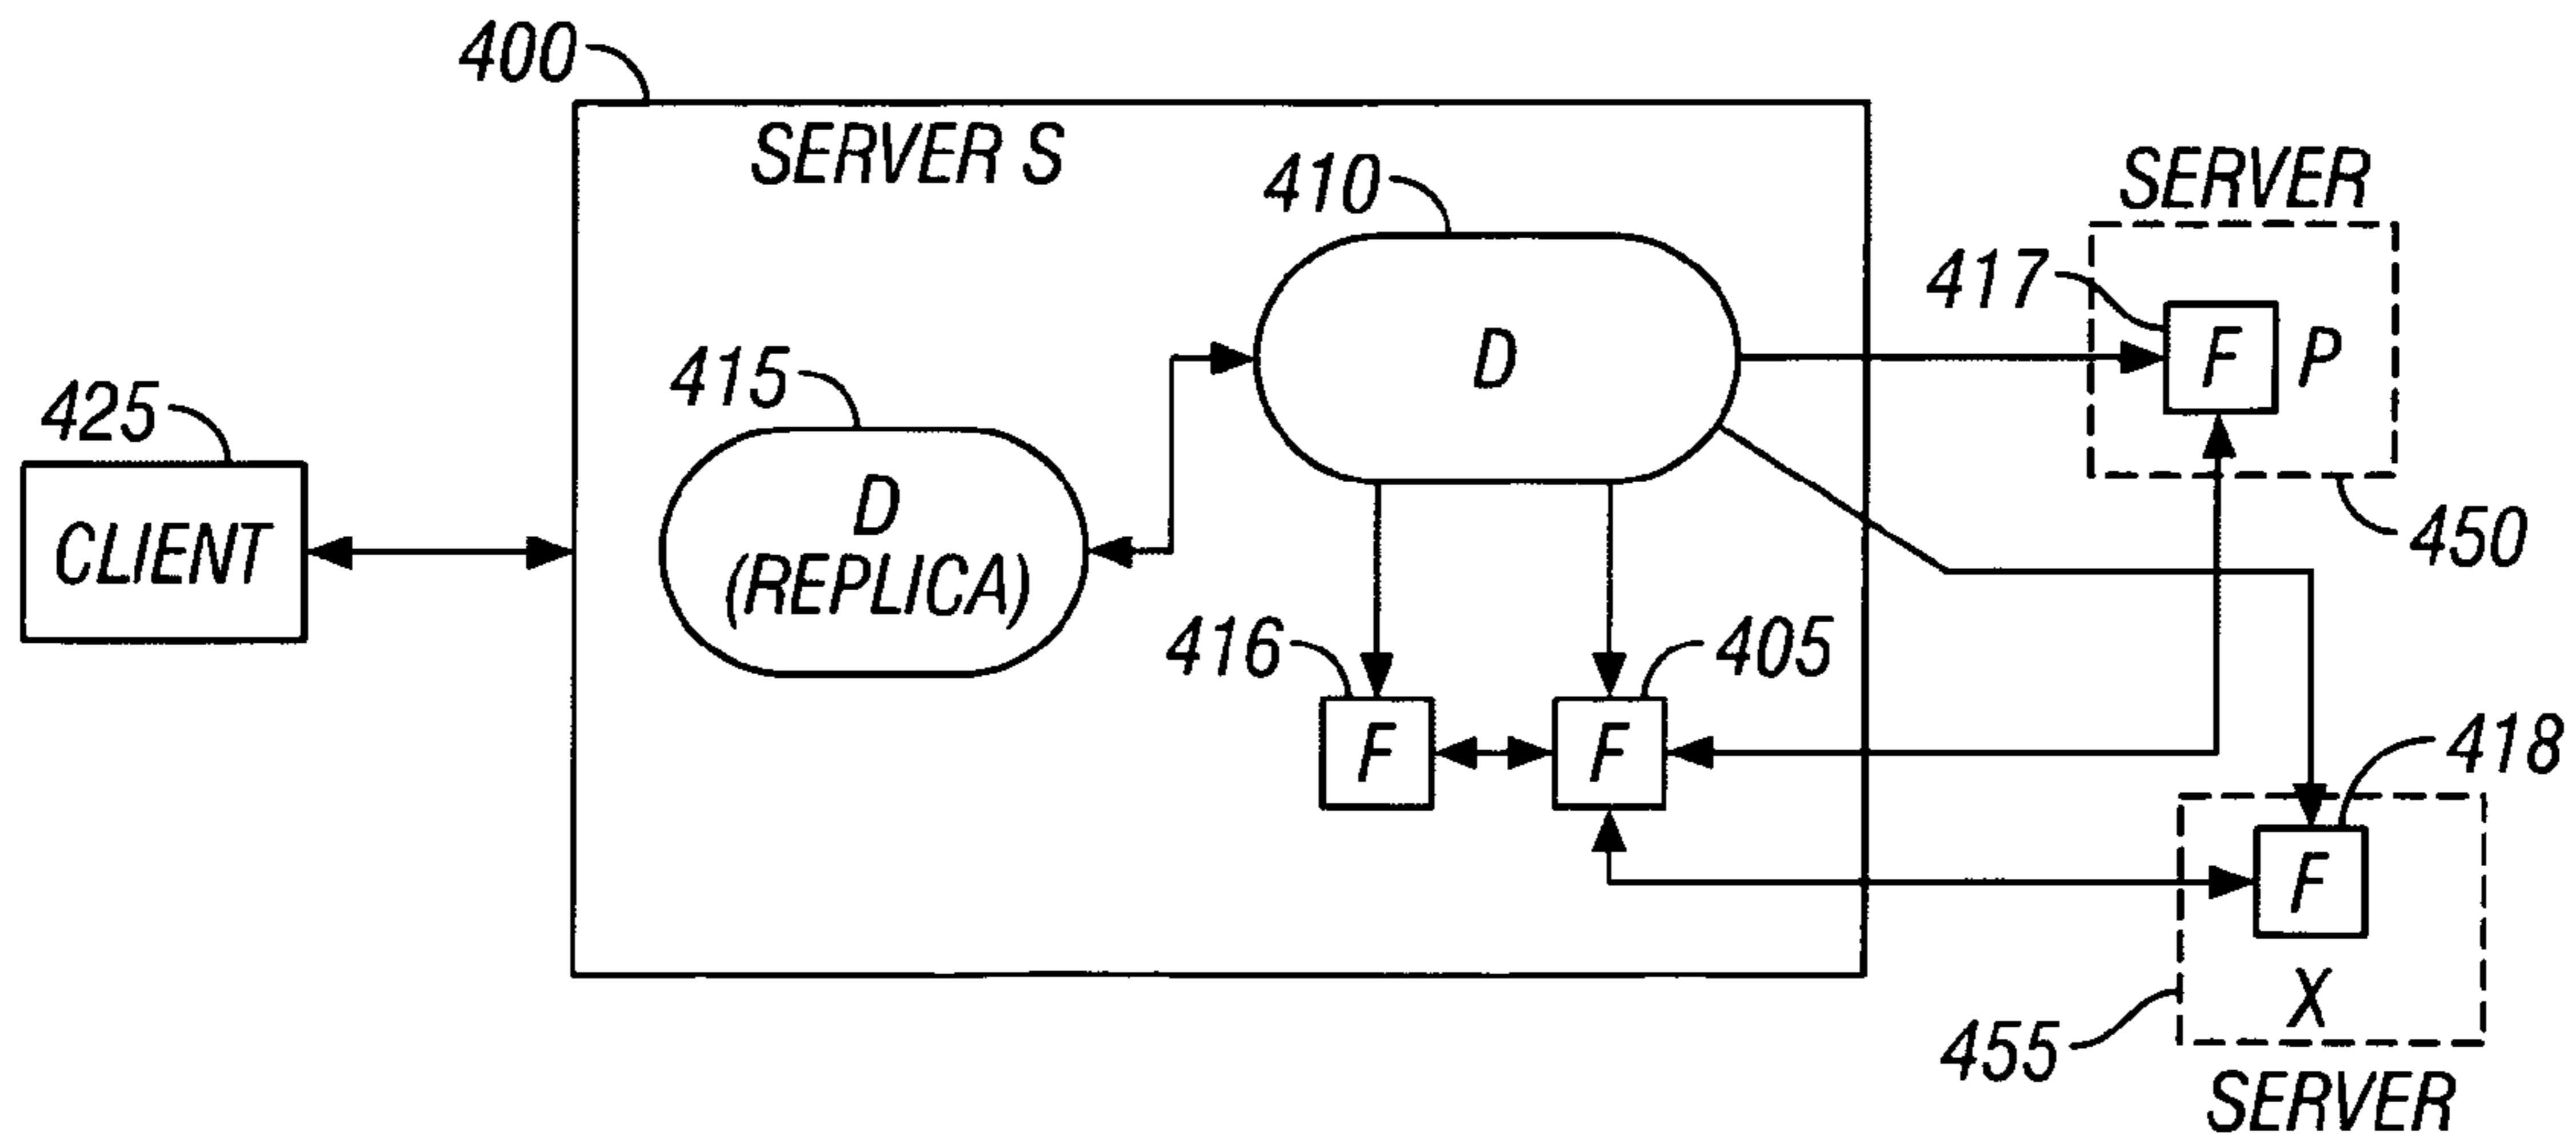 400
SERVER S
410
SERVER
417
F P
D
415
425
D
(REPLICA)
CLIENT
450
416
405
F
F
418
F
X
455
SERVER